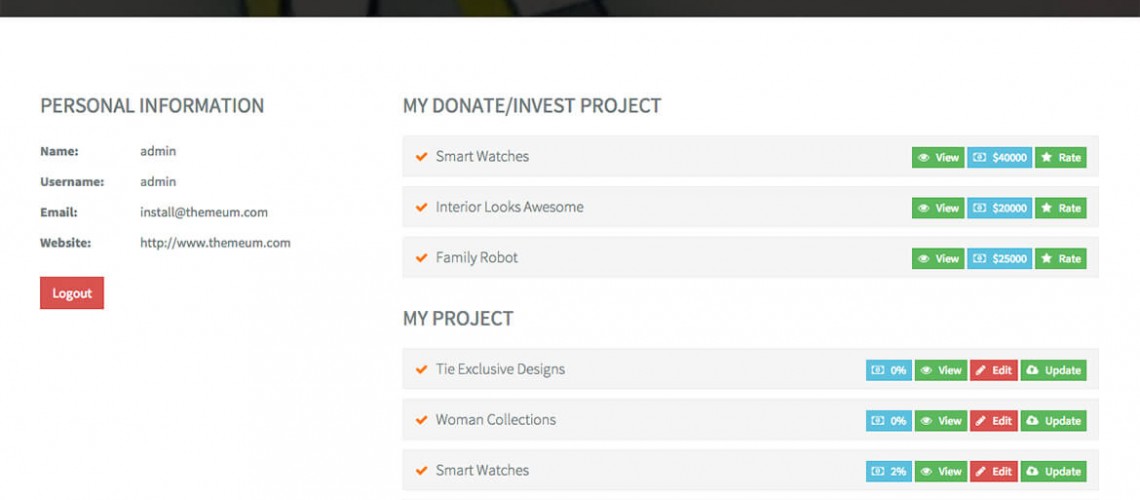 PERSONAL INFORMATION
Name: admin
Username: admin
Email: install@themeum.com
Website: http://www.themeum.com
Logout
MY DONATE/INVEST PROJECT
Smart Watches View $40000 Rate
Interior Looks Awesome View $20000 Rate
Family Robot View $25000 Rate
MY PROJECT
Tie Exclusive Designs 0% View Edit Update
Woman Collections 0% View Edit Update
Smart Watches 2% View Edit Update